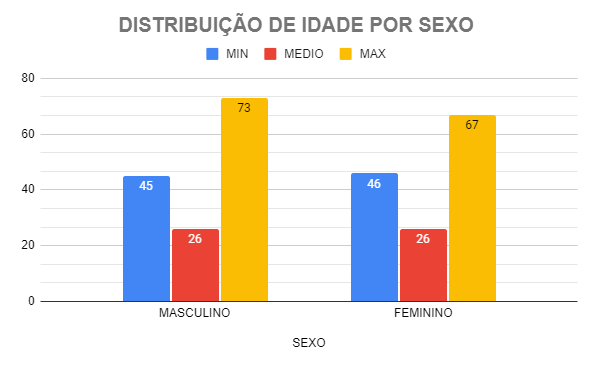 DISTRIBUIÇÃO DE IDADE POR SEXO
MIN MEDIO MAX
80
60
40
20
0
45 26 73 46 26 67
MASCULINO FEMININO
SEXO